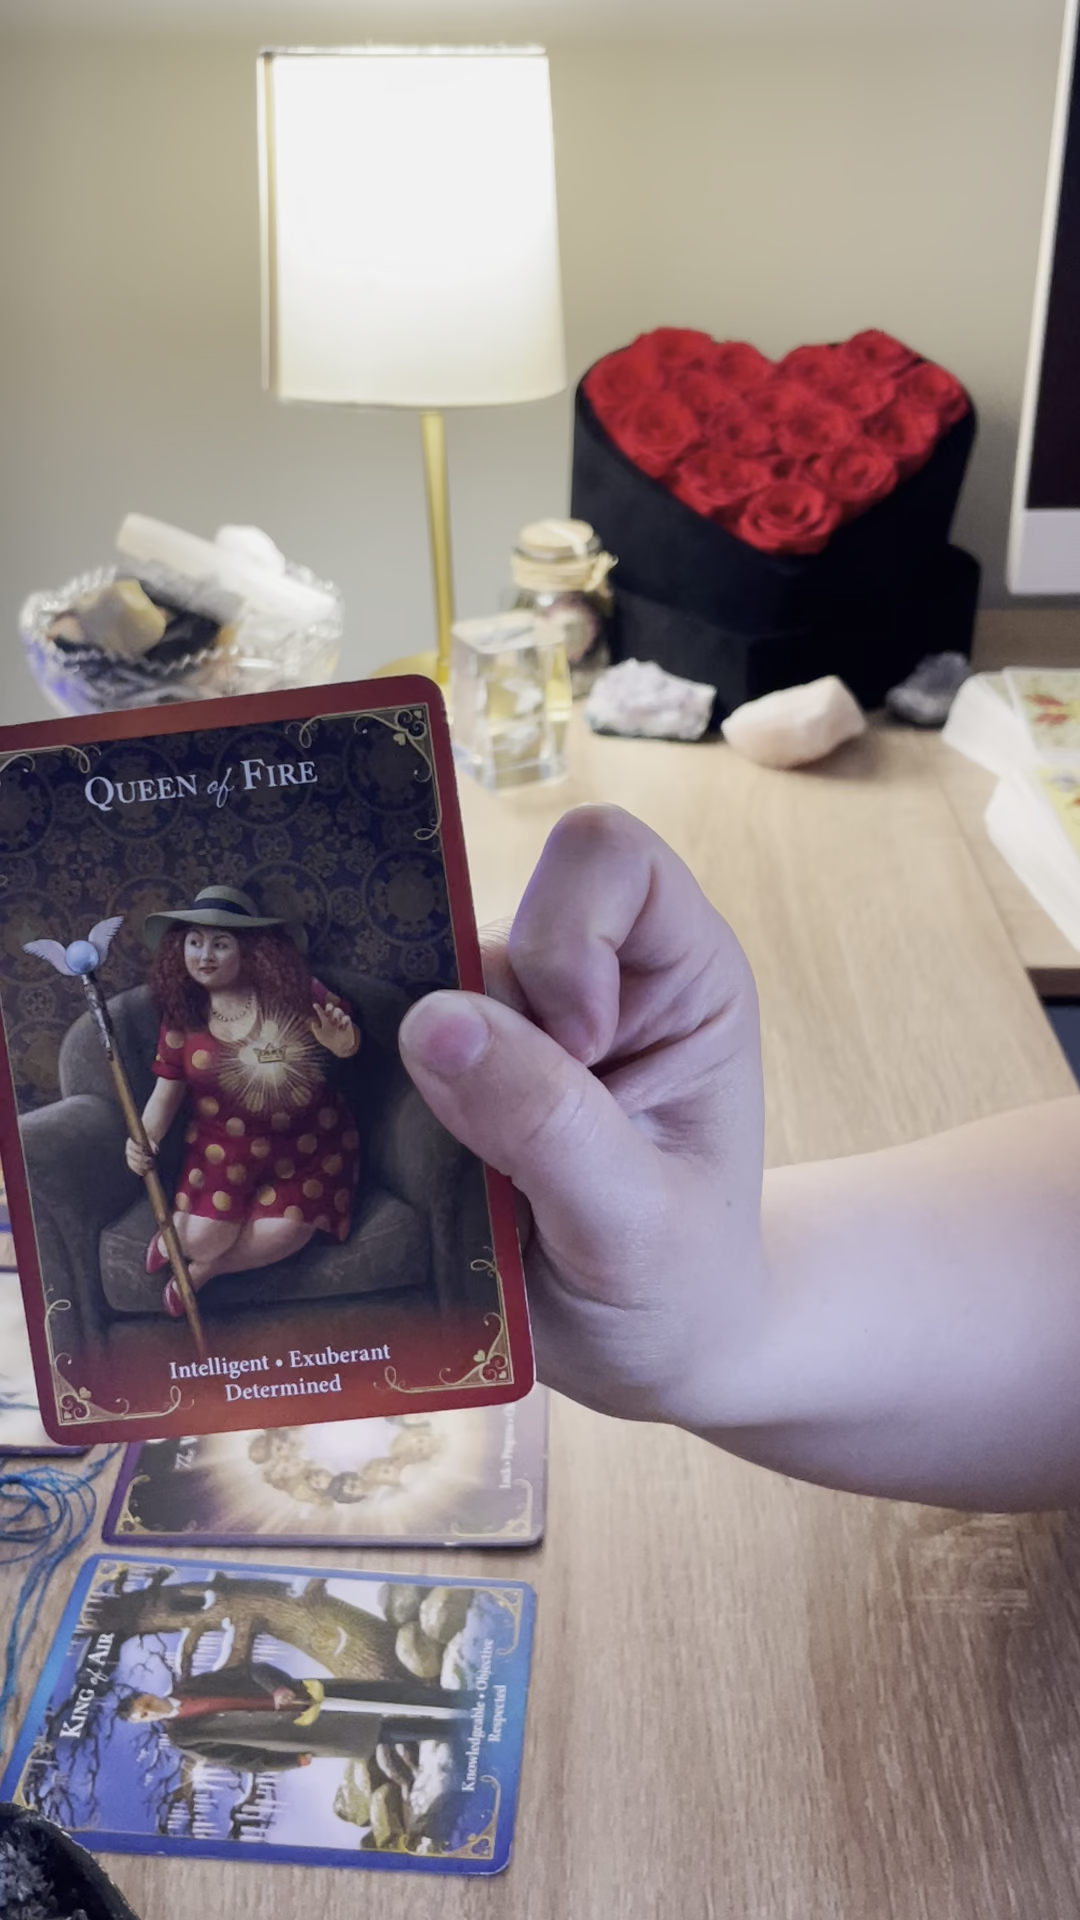 QUEEN of FIRE
Intelligent • Exuberant
Determined
KING of AIR
Knowledgeable • Objective
Respected